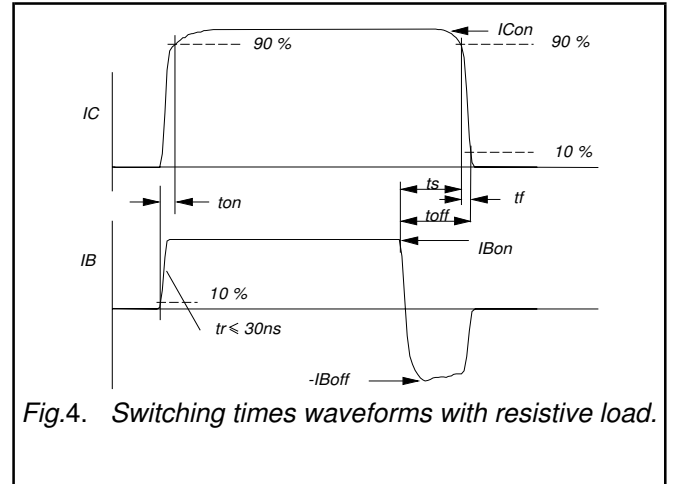 ICon
90 %
90 %
IC
10 %
ts
ton
tf
toff
IBon
IB
10 %
tr ≤ 30ns
-IBoff
Fig.4. Switching times waveforms with resistive load.